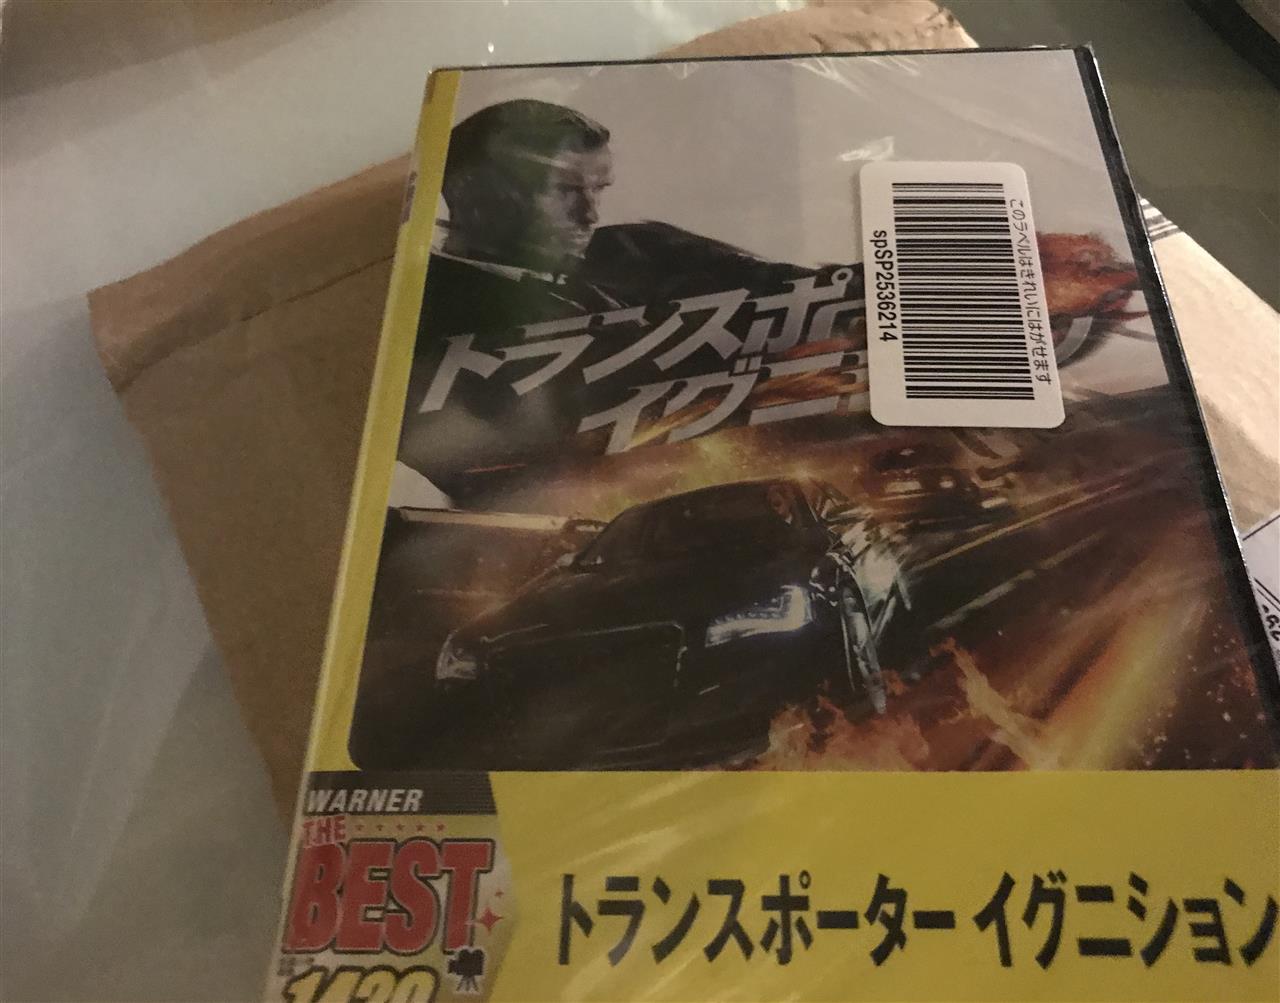 トランスポ
イグニ
spSP2536214
このラベルはきれいにはがせます
WARNER
THE
BEST
トランスポーター イグニション